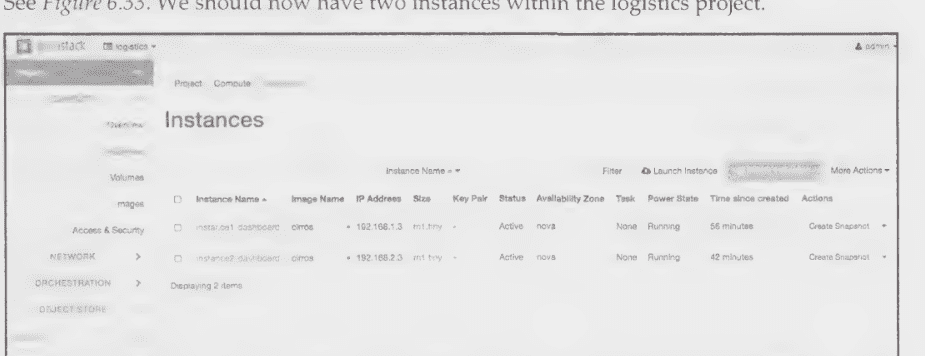 See Figure 6.33. We should now have two instances within the logistics project.
stack logistics admin
Project Compute
Instances
Volumes
mages
Access & Security
NETWORK
ORCHESTRATION
OBJECT STORE
Instance Name = Filter Launch Instance More Actions
Instance Name Image Name IP Address Size Key Pair Status Availability Zone Task Power State Time since created Actions
instance1 dashboard cirros 192.168.1.3 m1.tiny - Active nova None Running 56 minutes Create Snapshot
instance2 dashboard cirros 192.168.2.3 m1.tiny - Active nova None Running 42 minutes Create Snapshot
Displaying 2 items